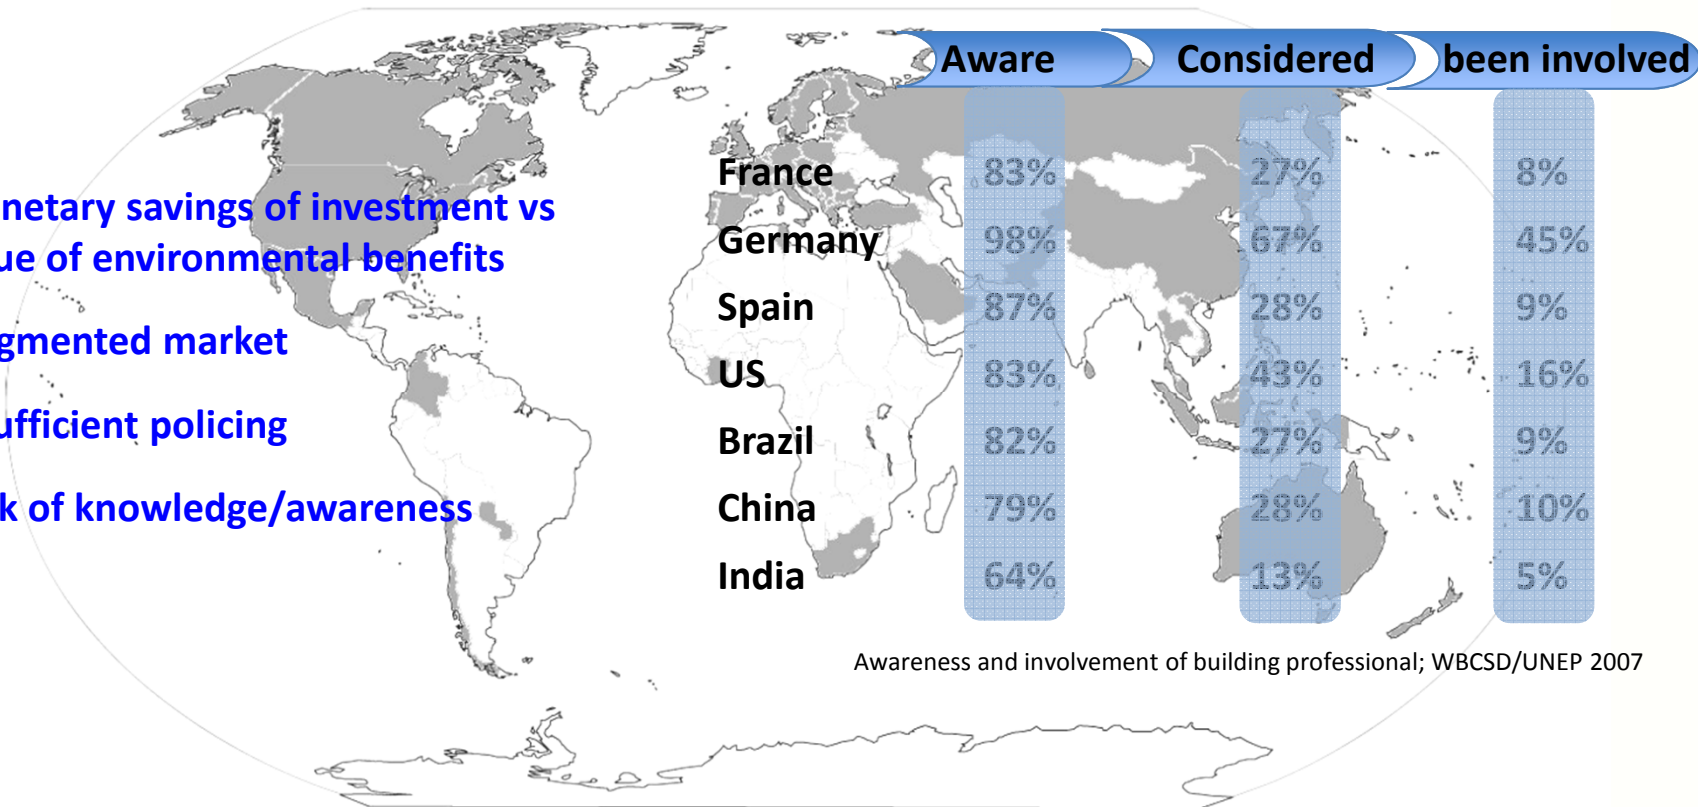 Aware Considered been involved
netary savings of investment vs
ue of environmental benefits
gmented market
ufficient policing
k of knowledge/awareness
France 83% 27% 8%
Germany 98% 67% 45%
Spain 87% 28% 9%
US 83% 43% 16%
Brazil 82% 27% 9%
China 79% 28% 10%
India 64% 13% 5%
Awareness and involvement of building professional; WBCSD/UNEP 2007